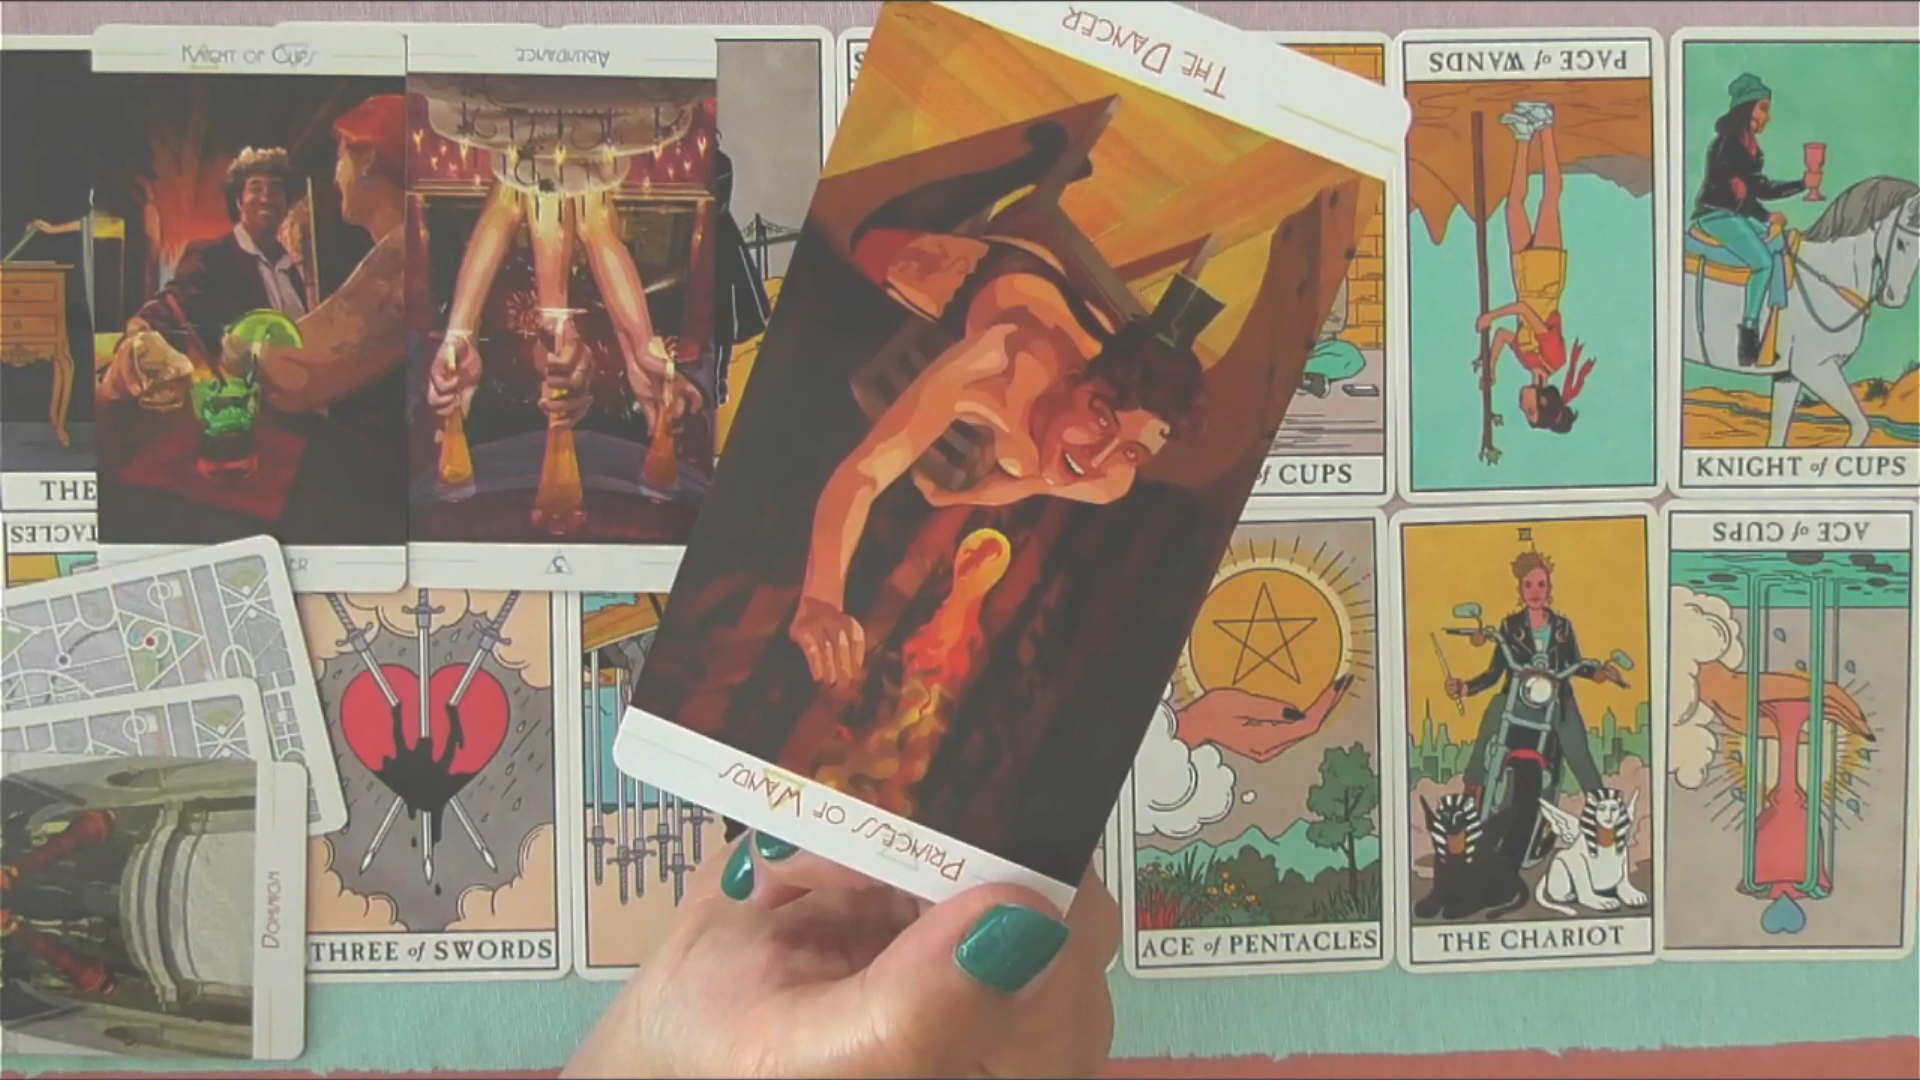 KNIGHT OF CUPS
ABUNDANCE
THE DANCER
PAGE of WANDS
KNIGHT of CUPS
THE
of CUPS
ACE of CUPS
VII
PRINCESS OF WANDS
DOMINION
THREE of SWORDS
ACE of PENTACLES
THE CHARIOT